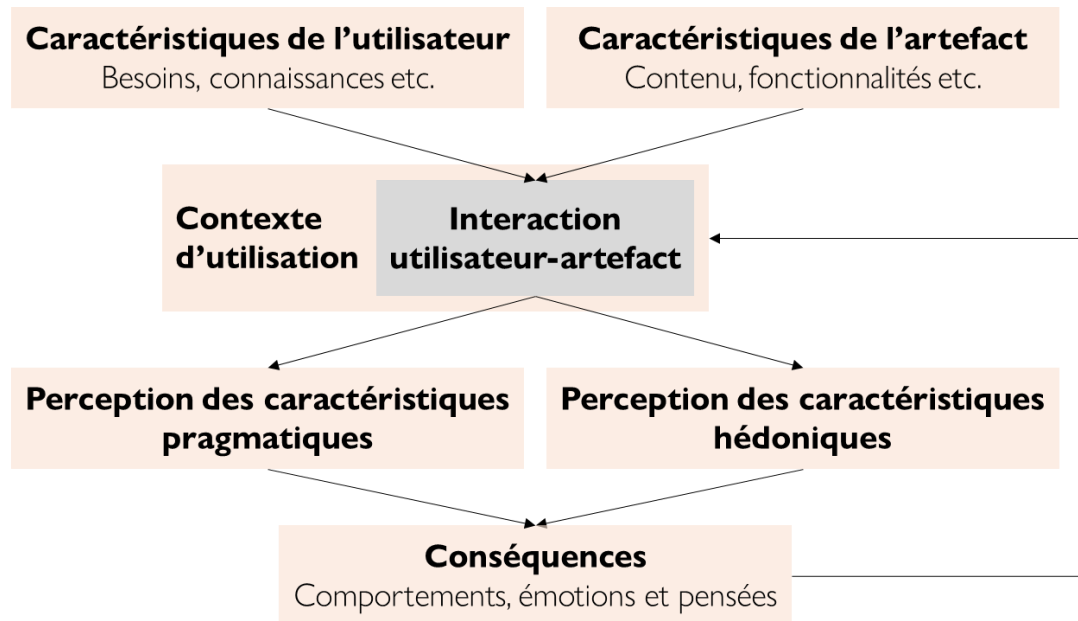 Caractéristiques de l’utilisateur
Besoins, connaissances etc.
Caractéristiques de l’artefact
Contenu, fonctionnalités etc.
Contexte
d’utilisation
Interaction
utilisateur-artefact
Perception des caractéristiques
pragmatiques
Perception des caractéristiques
hédoniques
Conséquences
Comportements, émotions et pensées